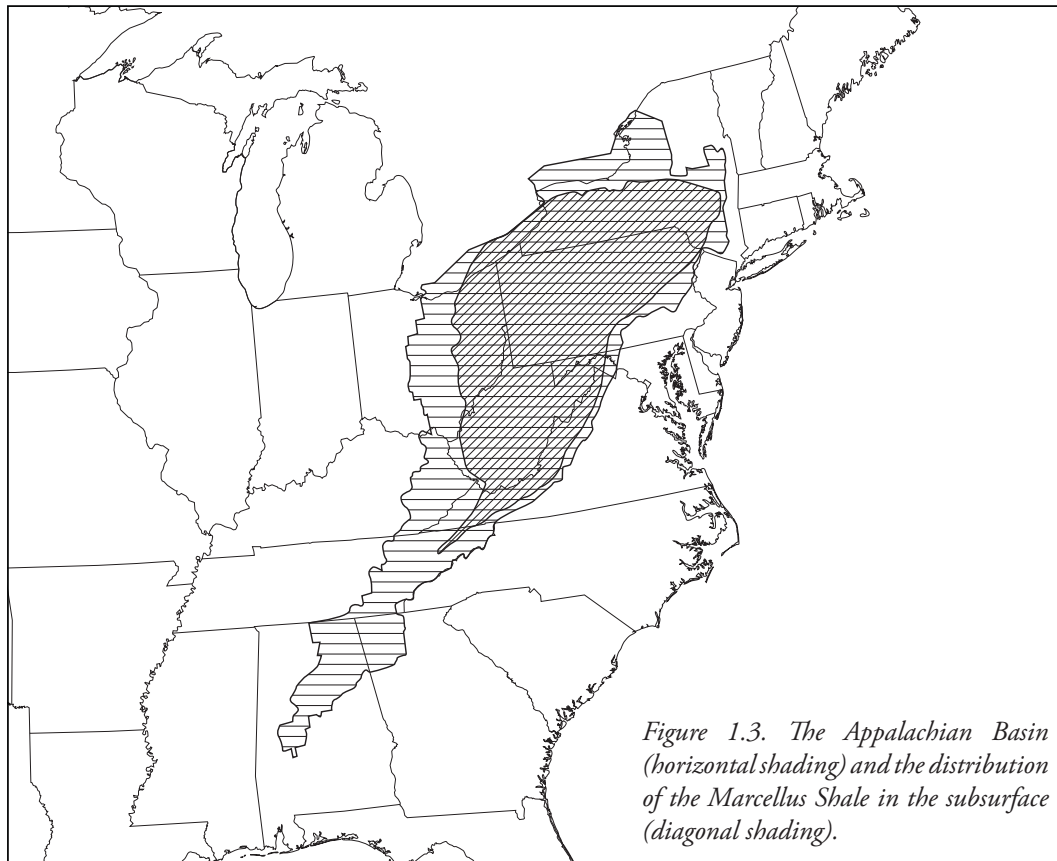 Figure 1.3. The Appalachian Basin
(horizontal shading) and the distribution
of the Marcellus Shale in the subsurface
(diagonal shading).